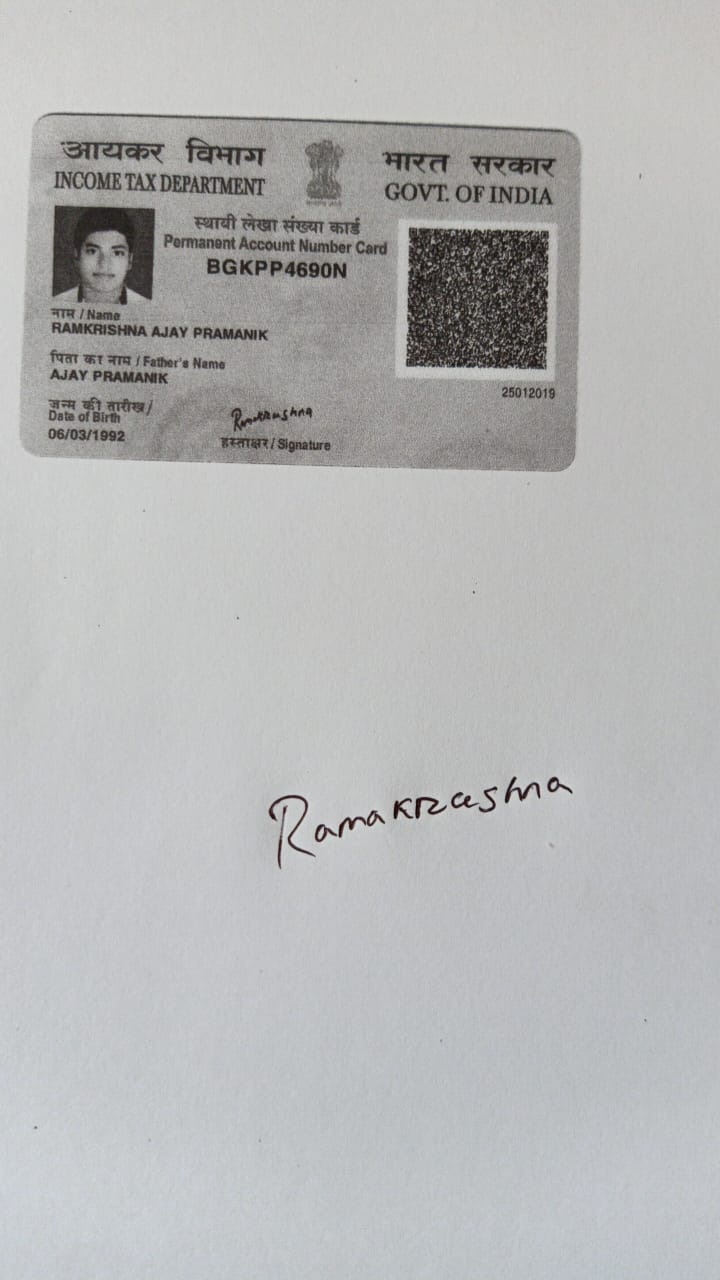 आयकर विभाग
INCOME TAX DEPARTMENT
भारत सरकार
GOVT. OF INDIA
स्थायी लेखा संख्या कार्ड
Permanent Account Number Card
BGKPP4690N
नाम / Name
RAMKRISHNA AJAY PRAMANIK
पिता का नाम / Father's Name
AJAY PRAMANIK
25012019
जन्म की तारीख /
Date of Birth
06/03/1992
Ramakrashna
हस्ताक्षर / Signature
Ramakrashna